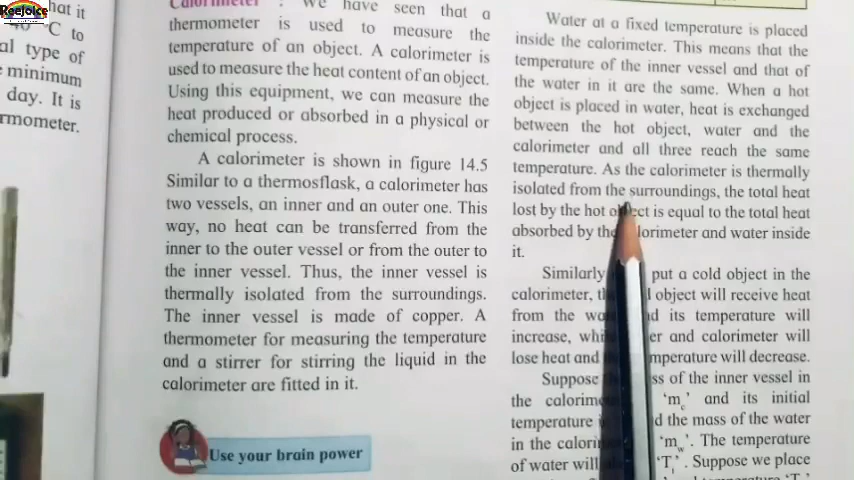 Reejoice
hat it
40 °C to
al type of
minimum
day. It is
rmometer.
Calorimeter : We have seen that a
thermometer is used to measure the
temperature of an object. A calorimeter is
used to measure the heat content of an object.
Using this equipment, we can measure the
heat produced or absorbed in a physical or
chemical process.
A calorimeter is shown in figure 14.5
Similar to a thermosflask, a calorimeter has
two vessels, an inner and an outer one. This
way, no heat can be transferred from the
inner to the outer vessel or from the outer to
the inner vessel. Thus, the inner vessel is
thermally isolated from the surroundings.
The inner vessel is made of copper. A
thermometer for measuring the temperature
and a stirrer for stirring the liquid in the
calorimeter are fitted in it.
Use your brain power
Water at a fixed temperature is placed
inside the calorimeter. This means that the
temperature of the inner vessel and that of
the water in it are the same. When a hot
object is placed in water, heat is exchanged
between the hot object, water and the
calorimeter and all three reach the same
temperature. As the calorimeter is thermally
isolated from the surroundings, the total heat
lost by the hot object is equal to the total heat
absorbed by the lorimeter and water inside
it.
Similarly put a cold object in the
calorimeter, object will receive heat
from the its temperature will
increase, er and calorimeter will
lose heat and mperature will decrease.
Suppose ss of the inner vessel in
the calorim 'mc' and its initial
temperature d the mass of the water
in the calori 'mw'. The temperature
of water will 'Ti'. Suppose we place